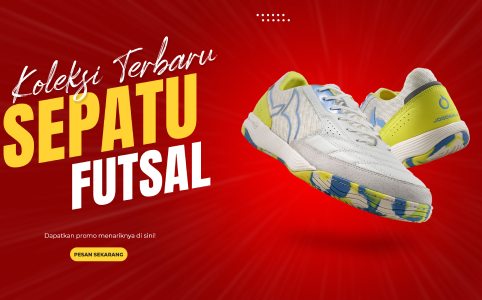 Koleksi Terbaru
SEPATU
FUTSAL
Dapatkan promo menariknya di sini!
PESAN SEKARANG